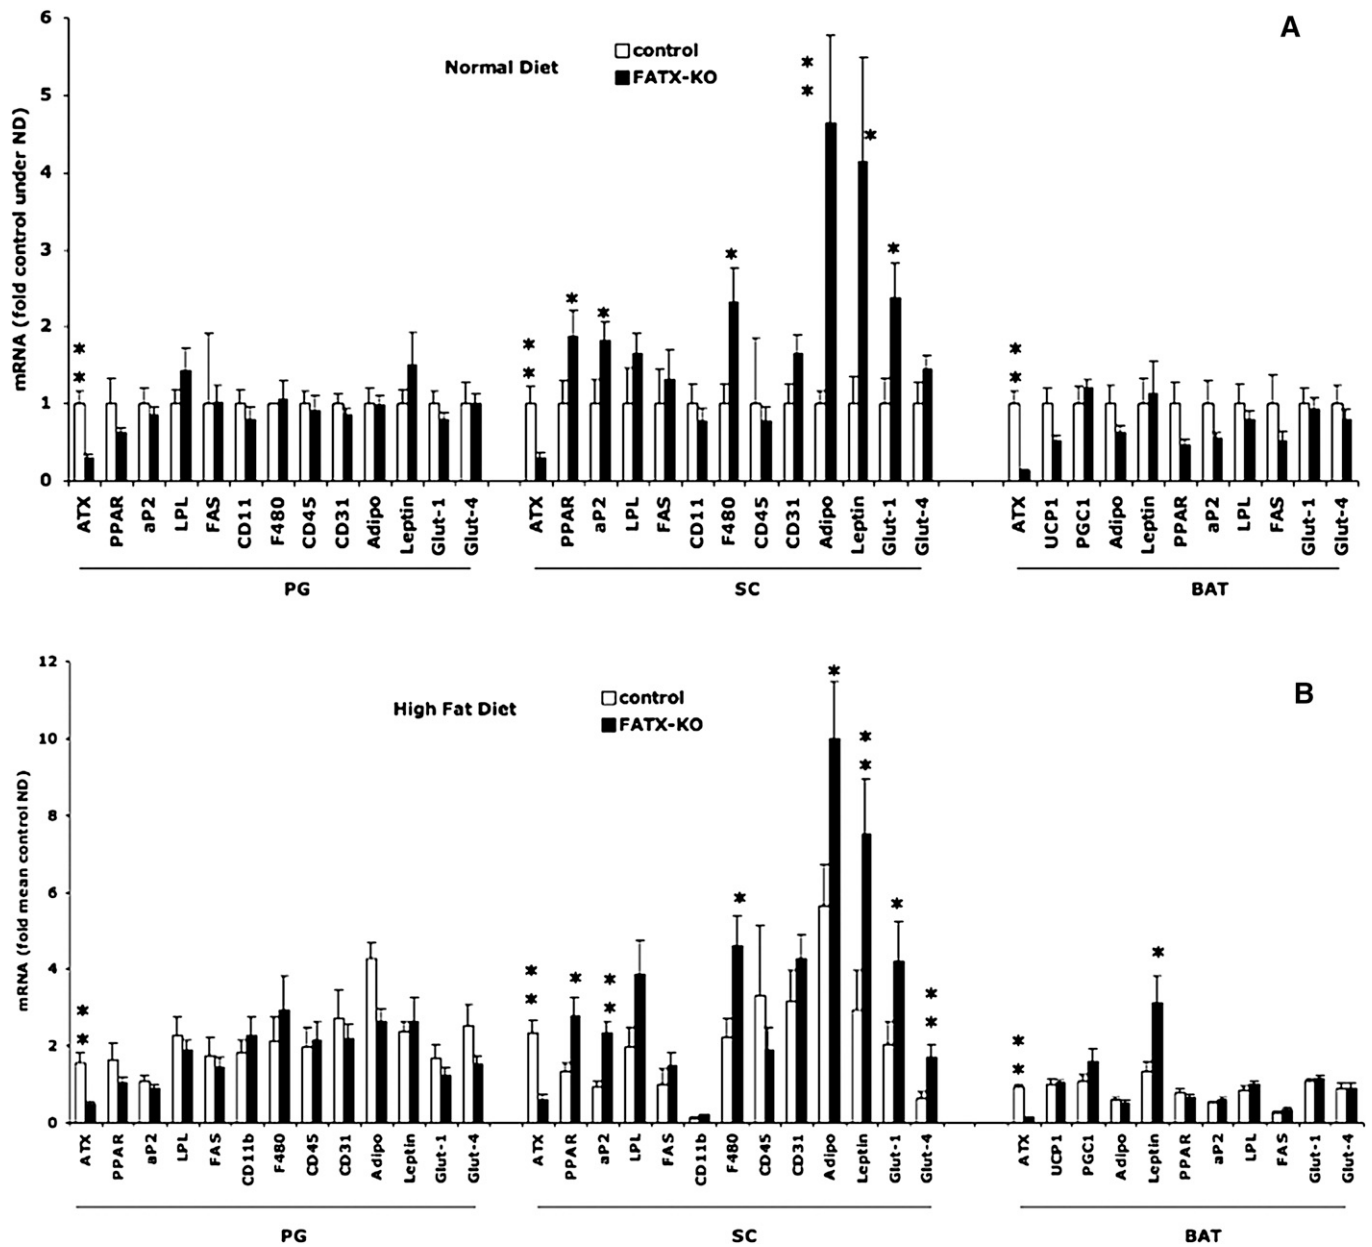 A
Normal Diet
control
FATX-KO
mRNA (fold control under ND)
6
5
4
3
2
1
0
* * * * * * * * * * * * *
ATX PPAR aP2 LPL FAS CD11 F480 CD45 CD31 Adipo Leptin Glut-1 Glut-4
ATX PPAR aP2 LPL FAS CD11 F480 CD45 CD31 Adipo Leptin Glut-1 Glut-4
ATX UCP1 PGC1 Adipo Leptin PPAR aP2 LPL FAS Glut-1 Glut-4
PG SC BAT
B
High Fat Diet
control
FATX-KO
mRNA (fold mean control ND)
12
10
8
6
4
2
0
* * * * * * * * * * * * * * * * *
ATX PPAR aP2 LPL FAS CD11b F480 CD45 CD31 Adipo Leptin Glut-1 Glut-4
ATX PPAR aP2 LPL FAS CD11b F480 CD45 CD31 Adipo Leptin Glut-1 Glut-4
ATX UCP1 PGC1 Adipo Leptin PPAR aP2 LPL FAS Glut-1 Glut-4
PG SC BAT